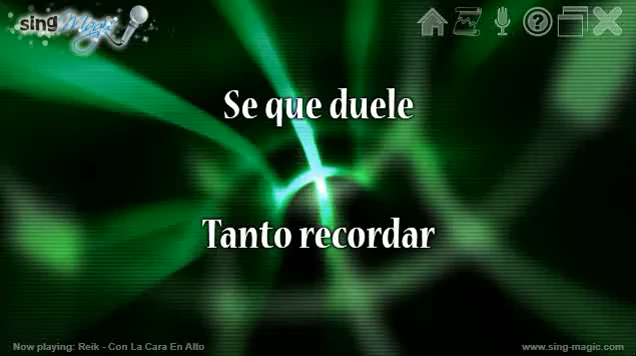 sing Magic
Se que duele
Tanto recordar
Now playing: Reik - Con La Cara En Alto
www.sing-magic.com